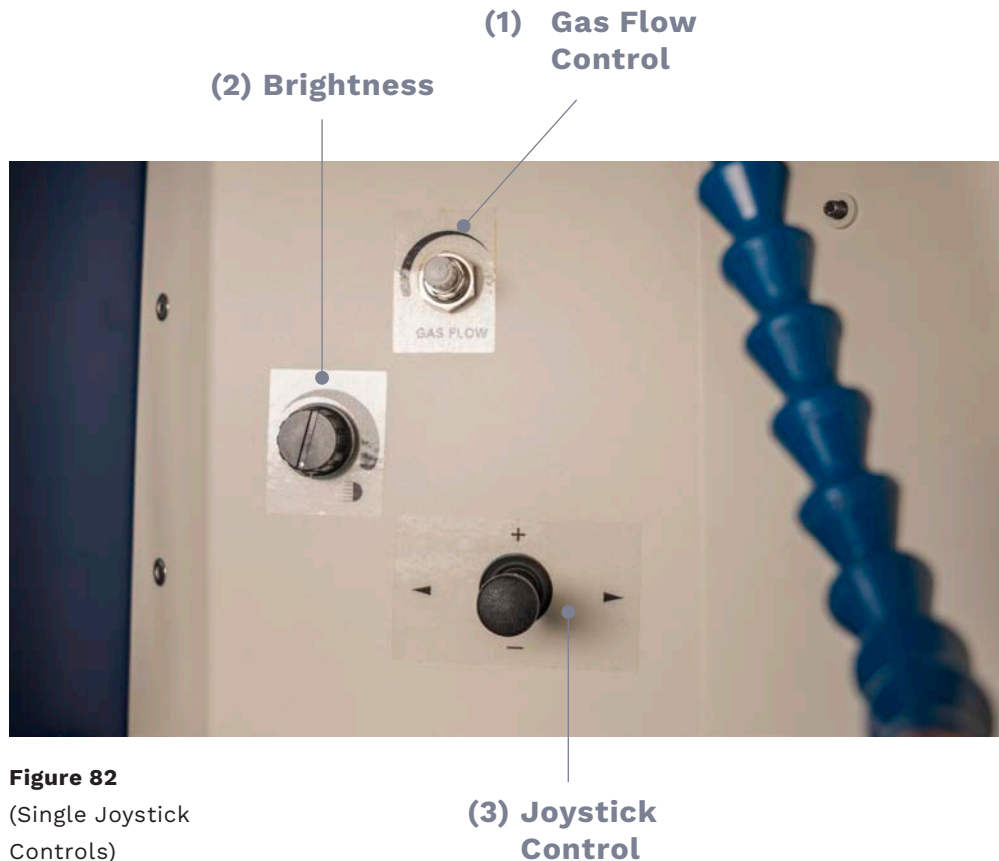 (1) Gas Flow
Control
(2) Brightness
GAS FLOW
+
−
Figure 82
(Single Joystick
Controls)
(3) Joystick
Control